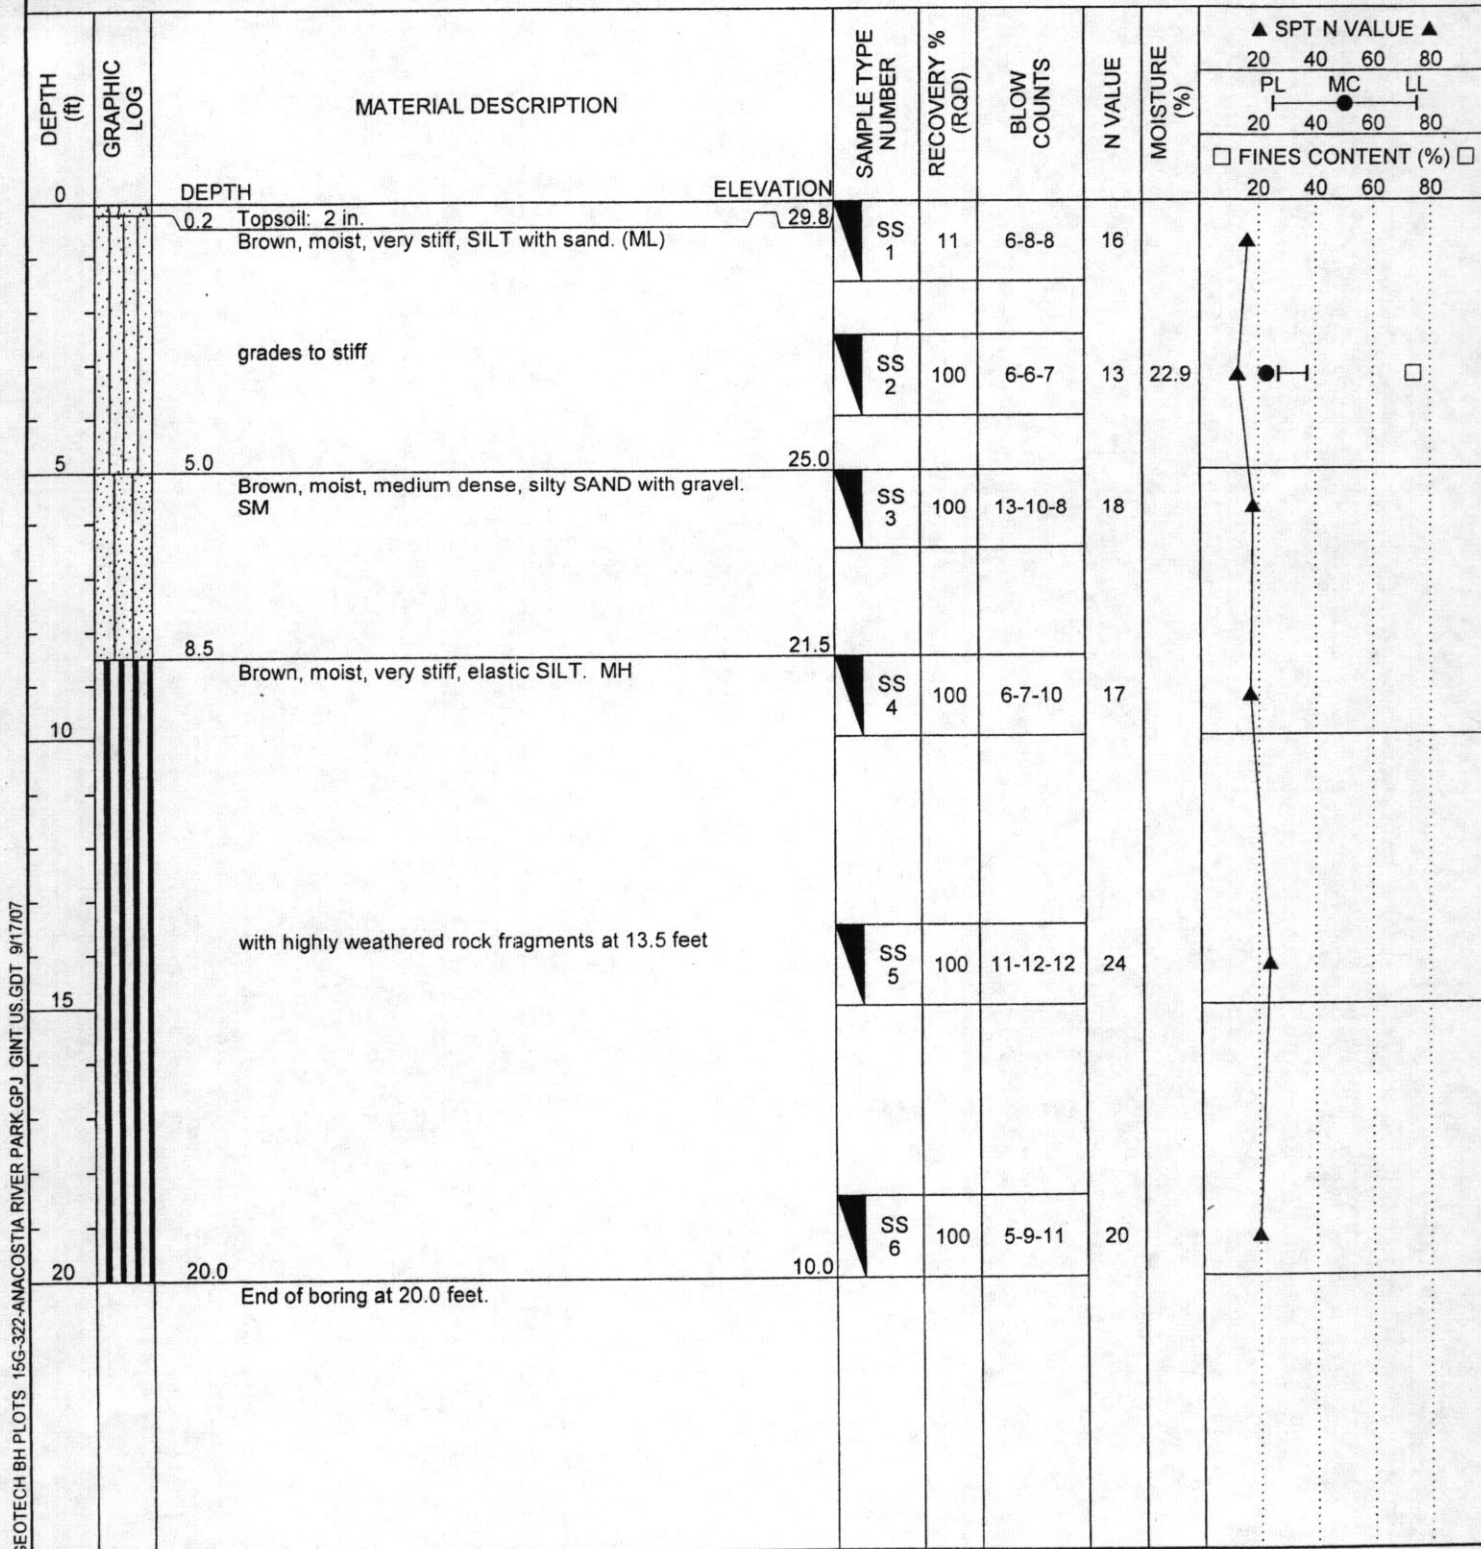 DEPTH
(ft)
GRAPHIC
LOG
MATERIAL DESCRIPTION
SAMPLE TYPE
NUMBER
RECOVERY %
(RQD)
BLOW
COUNTS
N VALUE
MOISTURE
(%)
▲ SPT N VALUE ▲
20 40 60 80
PL MC LL
20 40 60 80
□ FINES CONTENT (%) □
20 40 60 80
DEPTH ELEVATION
0
0.2 Topsoil: 2 in. 29.8
Brown, moist, very stiff, SILT with sand. (ML)
SS
1
11 6-8-8 16
grades to stiff
SS
2
100 6-6-7 13 22.9
5
5.0 25.0
Brown, moist, medium dense, silty SAND with gravel.
SM
SS
3
100 13-10-8 18
8.5 21.5
Brown, moist, very stiff, elastic SILT. MH
SS
4
100 6-7-10 17
10
with highly weathered rock fragments at 13.5 feet
SS
5
100 11-12-12 24
15
SS
6
100 5-9-11 20
20
20.0 10.0
End of boring at 20.0 feet.
GEOTECH BH PLOTS 15G-322-ANACOSTIA RIVER PARK.GPJ GINT US.GDT 9/17/07